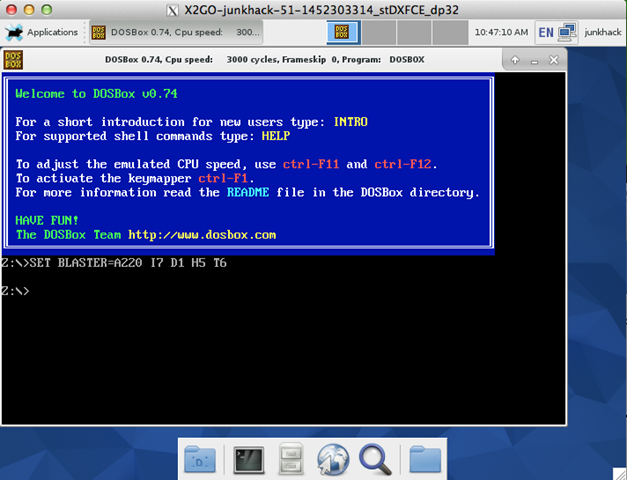 X2GO-junkhack-51-1452303314_stDXFCE_dp32
Applications
DOSBox 0.74, Cpu speed: 300...
10:47:10 AM
EN
junkhack
DOSBox 0.74, Cpu speed: 3000 cycles, Frameskip 0, Program: DOSBOX
Welcome to DOSBox v0.74
For a short introduction for new users type: INTRO
For supported shell commands type: HELP
To adjust the emulated CPU speed, use ctrl-F11 and ctrl-F12.
To activate the keymapper ctrl-F1.
For more information read the README file in the DOSBox directory.
HAVE FUN!
The DOSBox Team http://www.dosbox.com
Z:\>SET BLASTER=A220 I7 D1 H5 T6
Z:\>